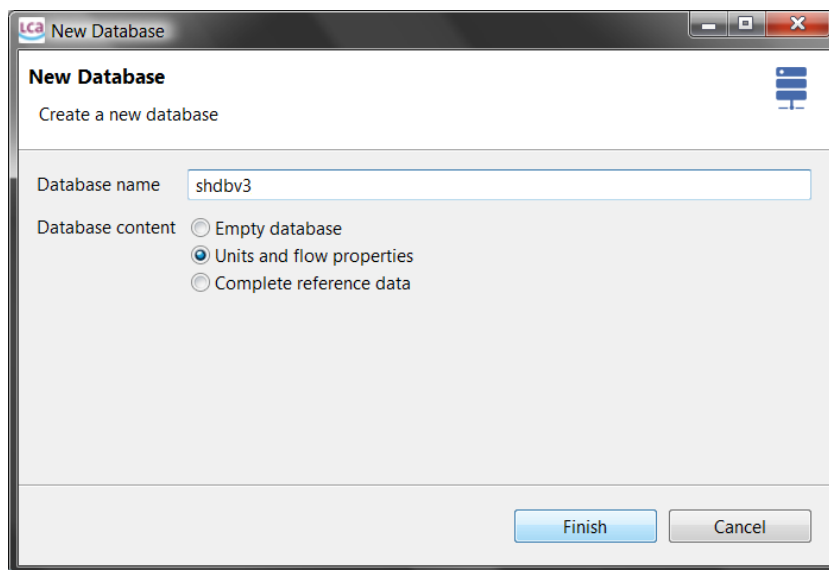 LCA New Database
New Database
Create a new database
Database name shdbv3
Database content Empty database
Units and flow properties
Complete reference data
Finish Cancel